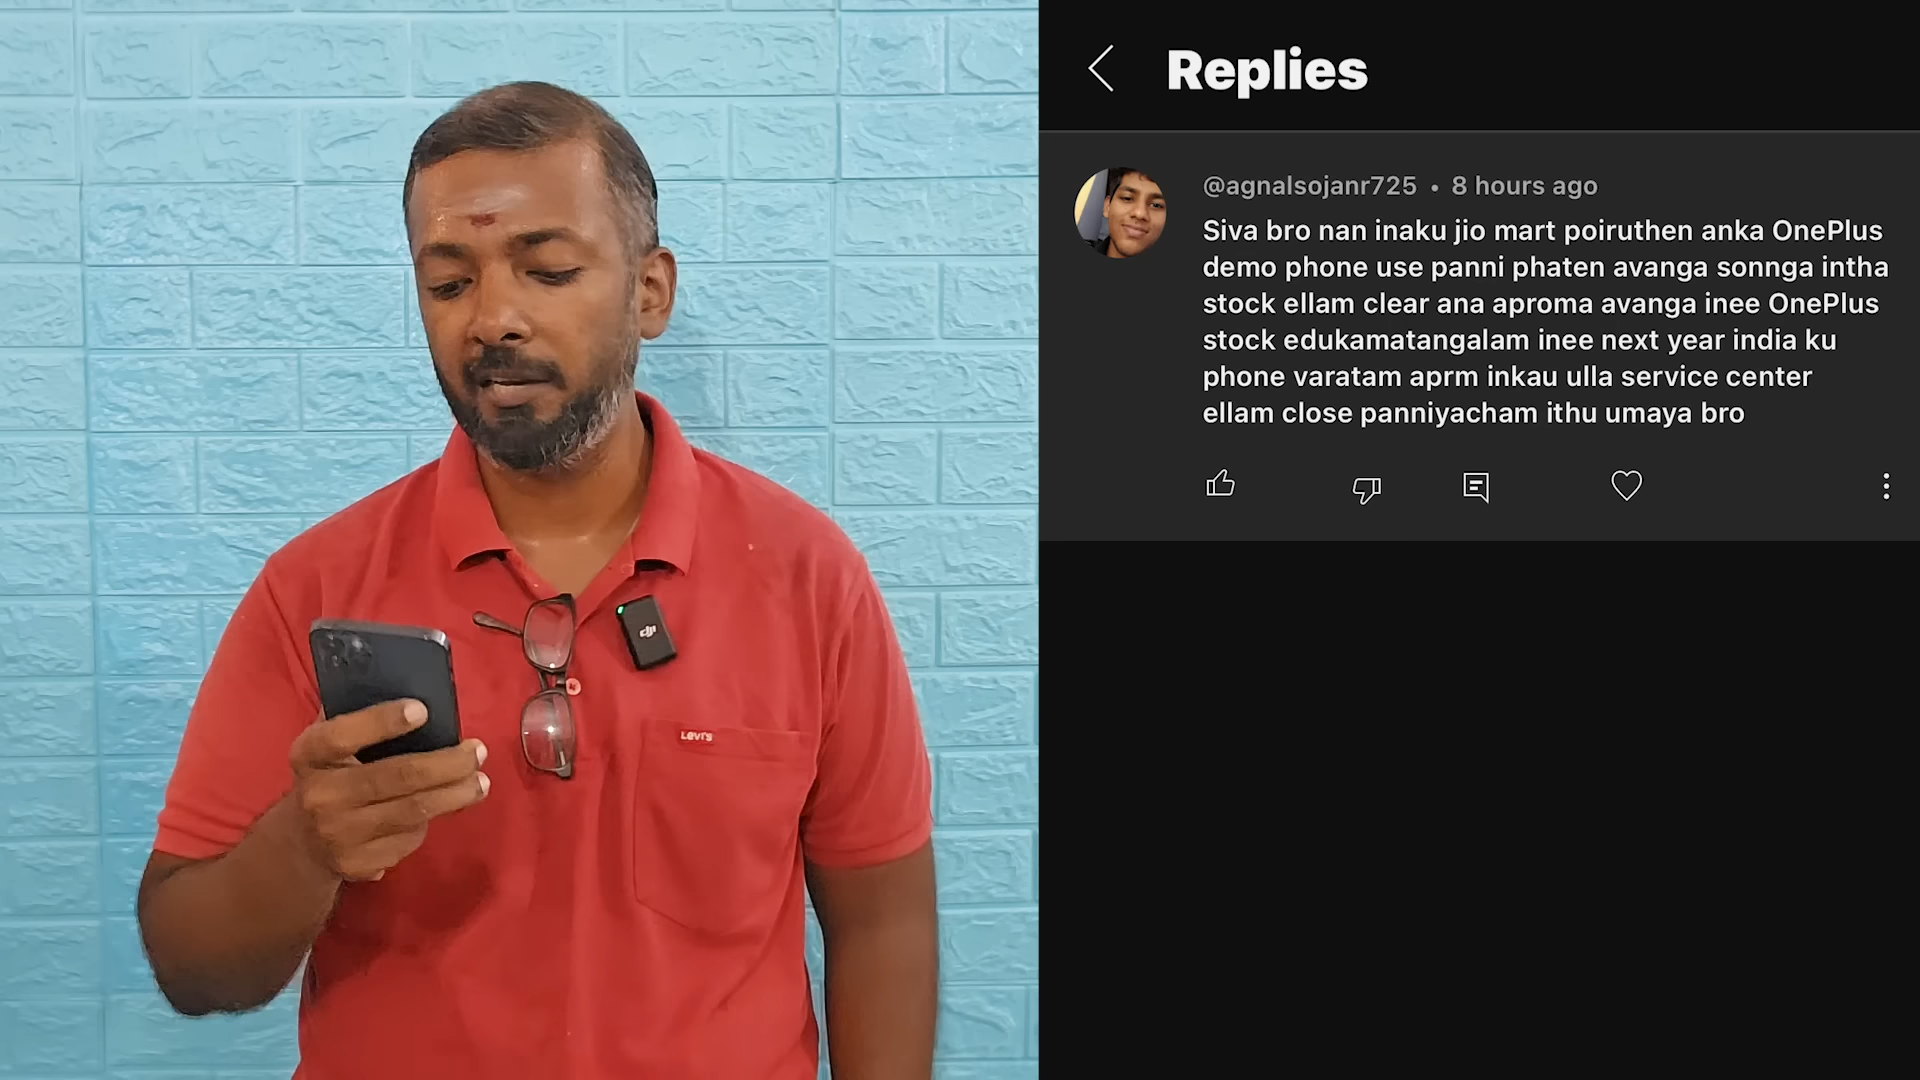 Replies
@agnalsojanr725 • 8 hours ago
Siva bro nan inaku jio mart poiruthen anka OnePlus
demo phone use panni phaten avanga sonnga intha
stock ellam clear ana aproma avanga inee OnePlus
stock edukamatangalam inee next year india ku
phone varatam aprm inkau ulla service center
ellam close panniyacham ithu umaya bro
dji
Levi's